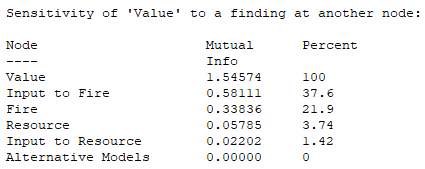 Sensitivity of 'Value' to a finding at another node:
Node Mutual Percent
---- Info
Value 1.54574 100
Input to Fire 0.58111 37.6
Fire 0.33836 21.9
Resource 0.05785 3.74
Input to Resource 0.02202 1.42
Alternative Models 0.00000 0